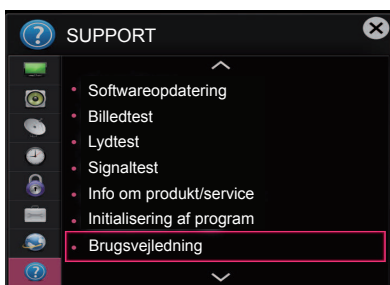 SUPPORT
Softwareopdatering
Billedtest
Lydtest
Signaltest
Info om produkt/service
Initialisering af program
Brugsvejledning